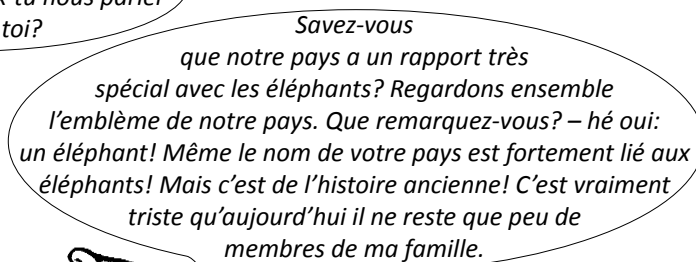 tu nous parler
toi?
Savez-vous
que notre pays a un rapport très
spécial avec les éléphants? Regardons ensemble
l’emblème de notre pays. Que remarquez-vous? – hé oui:
un éléphant! Même le nom de votre pays est fortement lié aux
éléphants! Mais c’est de l’histoire ancienne! C’est vraiment
triste qu’aujourd’hui il ne reste que peu de
membres de ma famille.